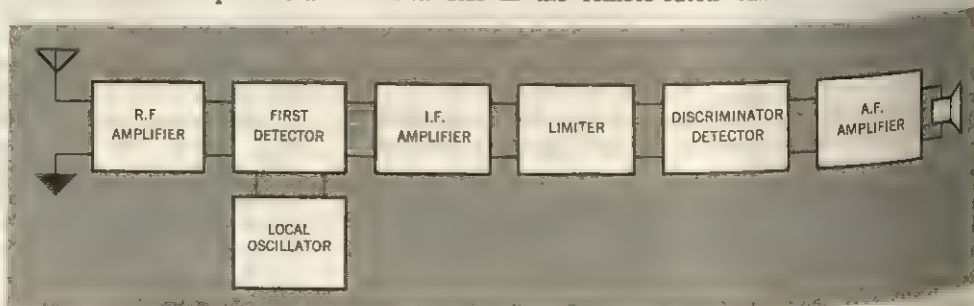 R.F
AMPLIFIER
FIRST
DETECTOR
I.F.
AMPLIFIER
LIMITER
DISCRIMINATOR
DETECTOR
A.F.
AMPLIFIER
LOCAL
OSCILLATOR